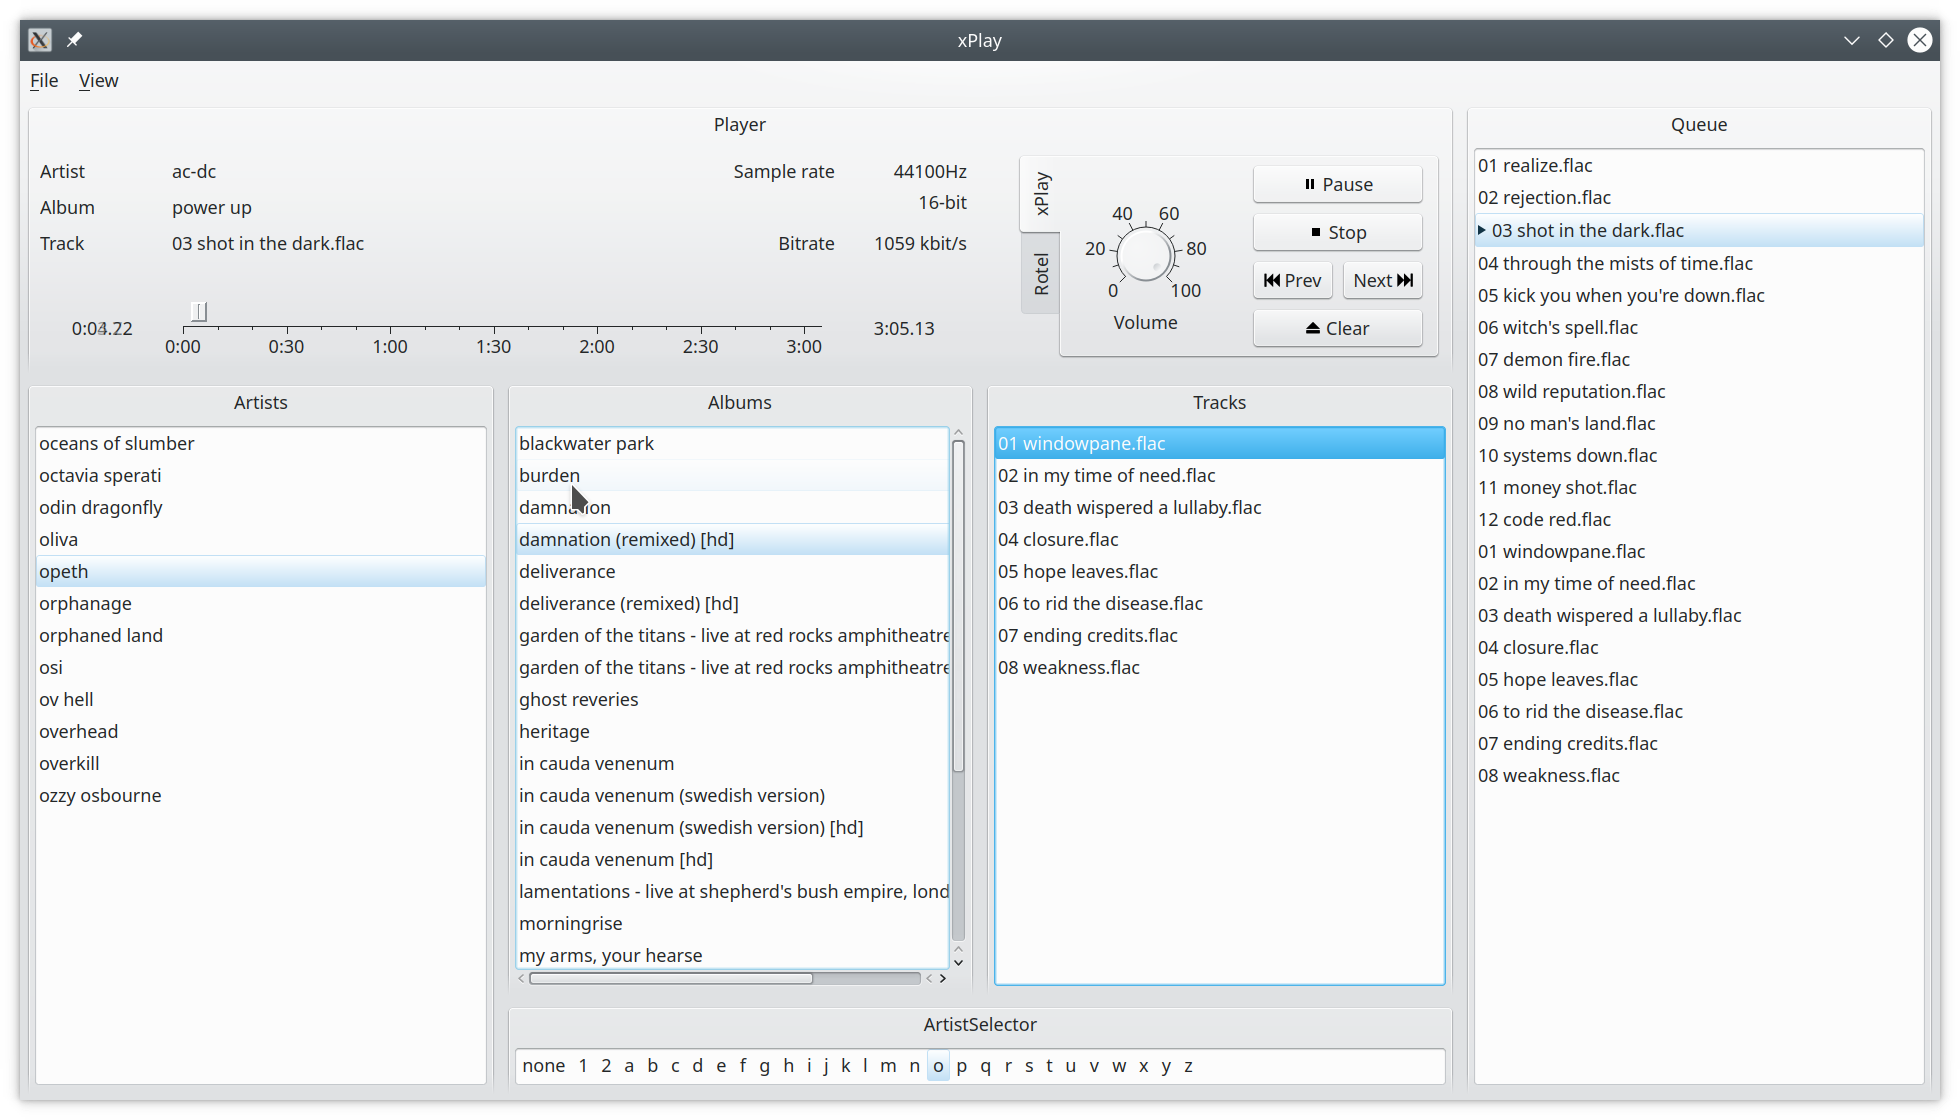 xPlay
File View
Player
Artist ac-dc
Album power up
Track 03 shot in the dark.flac
Sample rate 44100Hz
16-bit
Bitrate 1059 kbit/s
3:05.13
0:00 0:30 1:00 1:30 2:00 2:30 3:00
xPlay
Rotel
0 20 40 60 80 100
Volume
Pause
Stop
Prev Next
Clear
Artists
oceans of slumber
octavia sperati
odin dragonfly
oliva
opeth
orphanage
orphaned land
osi
ov hell
overhead
overkill
ozzy osbourne
Albums
blackwater park
burden
damnation
damnation (remixed) [hd]
deliverance
deliverance (remixed) [hd]
garden of the titans - live at red rocks amphitheatre
garden of the titans - live at red rocks amphitheatre
ghost reveries
heritage
in cauda venenum
in cauda venenum (swedish version)
in cauda venenum (swedish version) [hd]
in cauda venenum [hd]
lamentations - live at shepherd's bush empire, lond
morningrise
my arms, your hearse
Tracks
01 windowpane.flac
02 in my time of need.flac
03 death wispered a lullaby.flac
04 closure.flac
05 hope leaves.flac
06 to rid the disease.flac
07 ending credits.flac
08 weakness.flac
ArtistSelector
none 1 2 a b c d e f g h i j k l m n o p q r s t u v w x y z
Queue
01 realize.flac
02 rejection.flac
03 shot in the dark.flac
04 through the mists of time.flac
05 kick you when you're down.flac
06 witch's spell.flac
07 demon fire.flac
08 wild reputation.flac
09 no man's land.flac
10 systems down.flac
11 money shot.flac
12 code red.flac
01 windowpane.flac
02 in my time of need.flac
03 death wispered a lullaby.flac
04 closure.flac
05 hope leaves.flac
06 to rid the disease.flac
07 ending credits.flac
08 weakness.flac